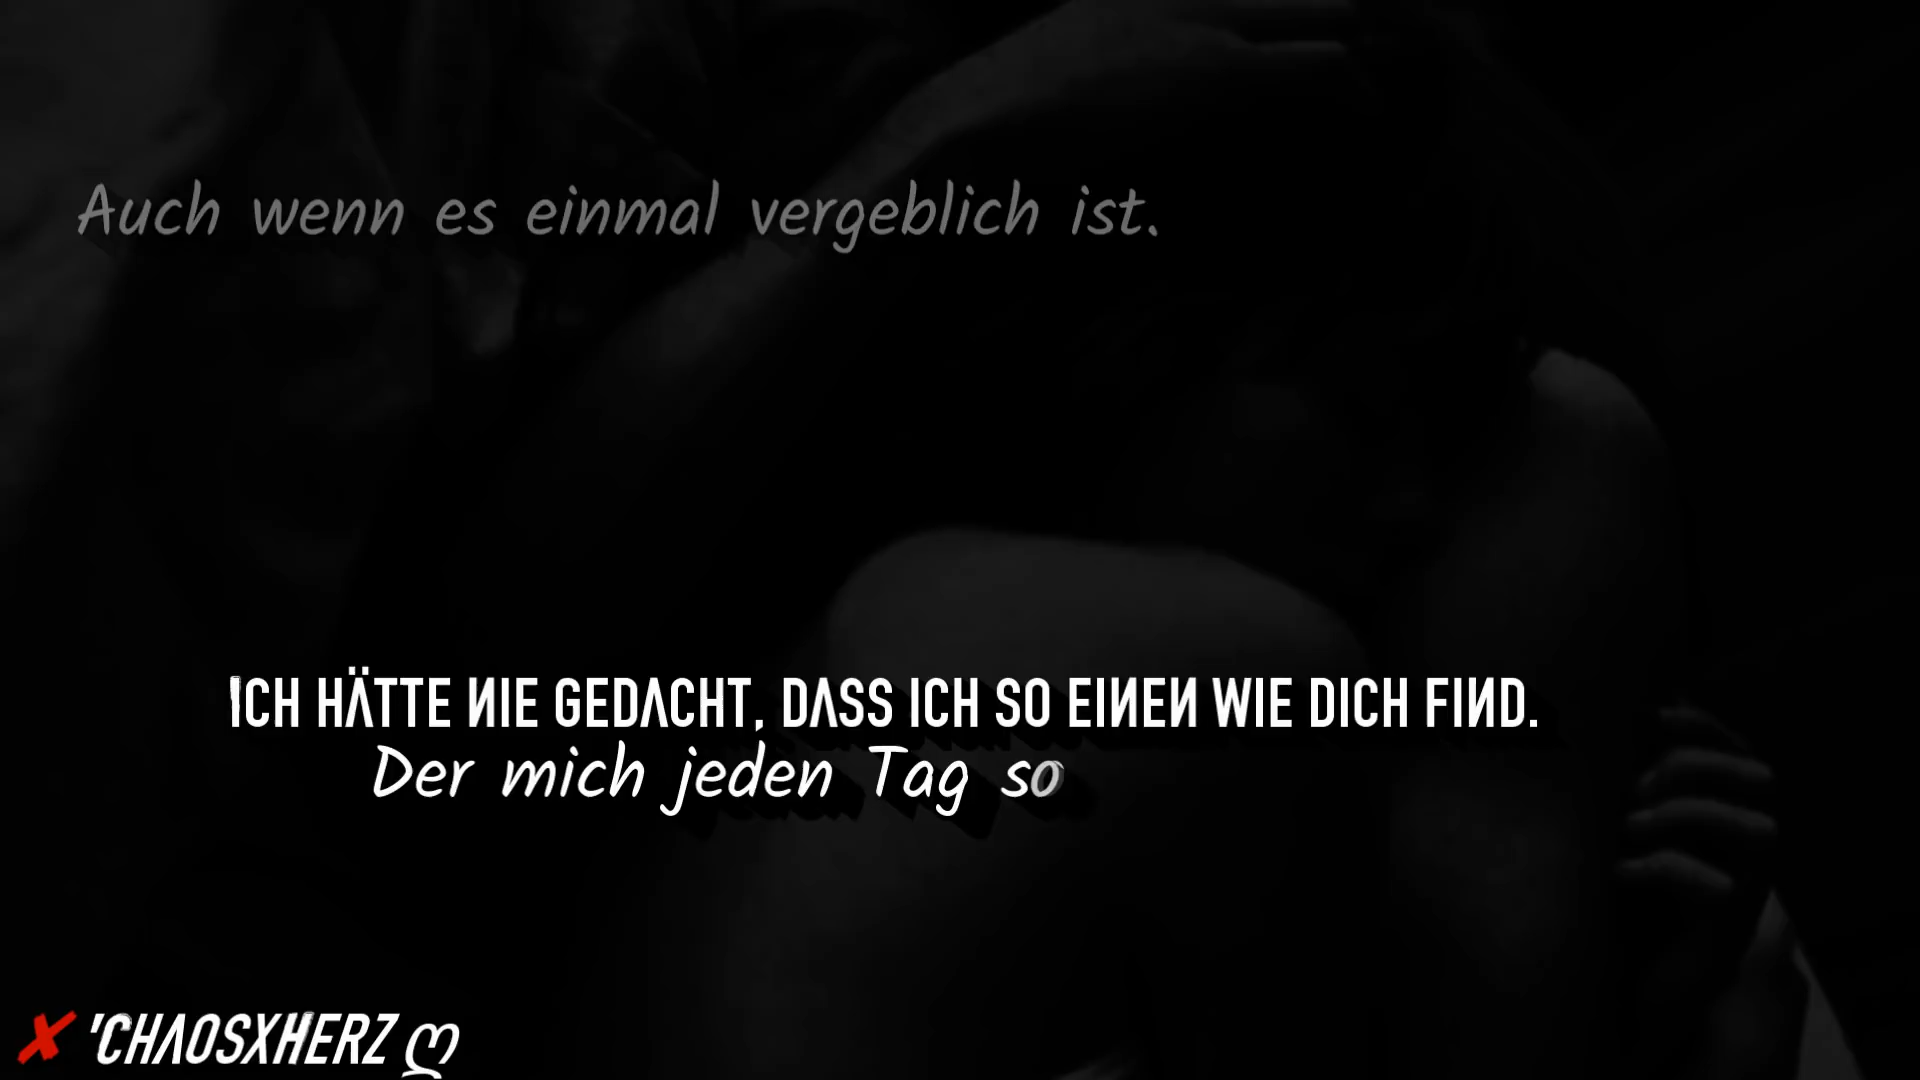 Auch wenn es einmal vergeblich ist.
ICH HÄTTE NIE GEDACHT, DASS ICH SO EINEN WIE DICH FIND.
Der mich jeden Tag so
✘ 'CHAOSXHERZ ღ